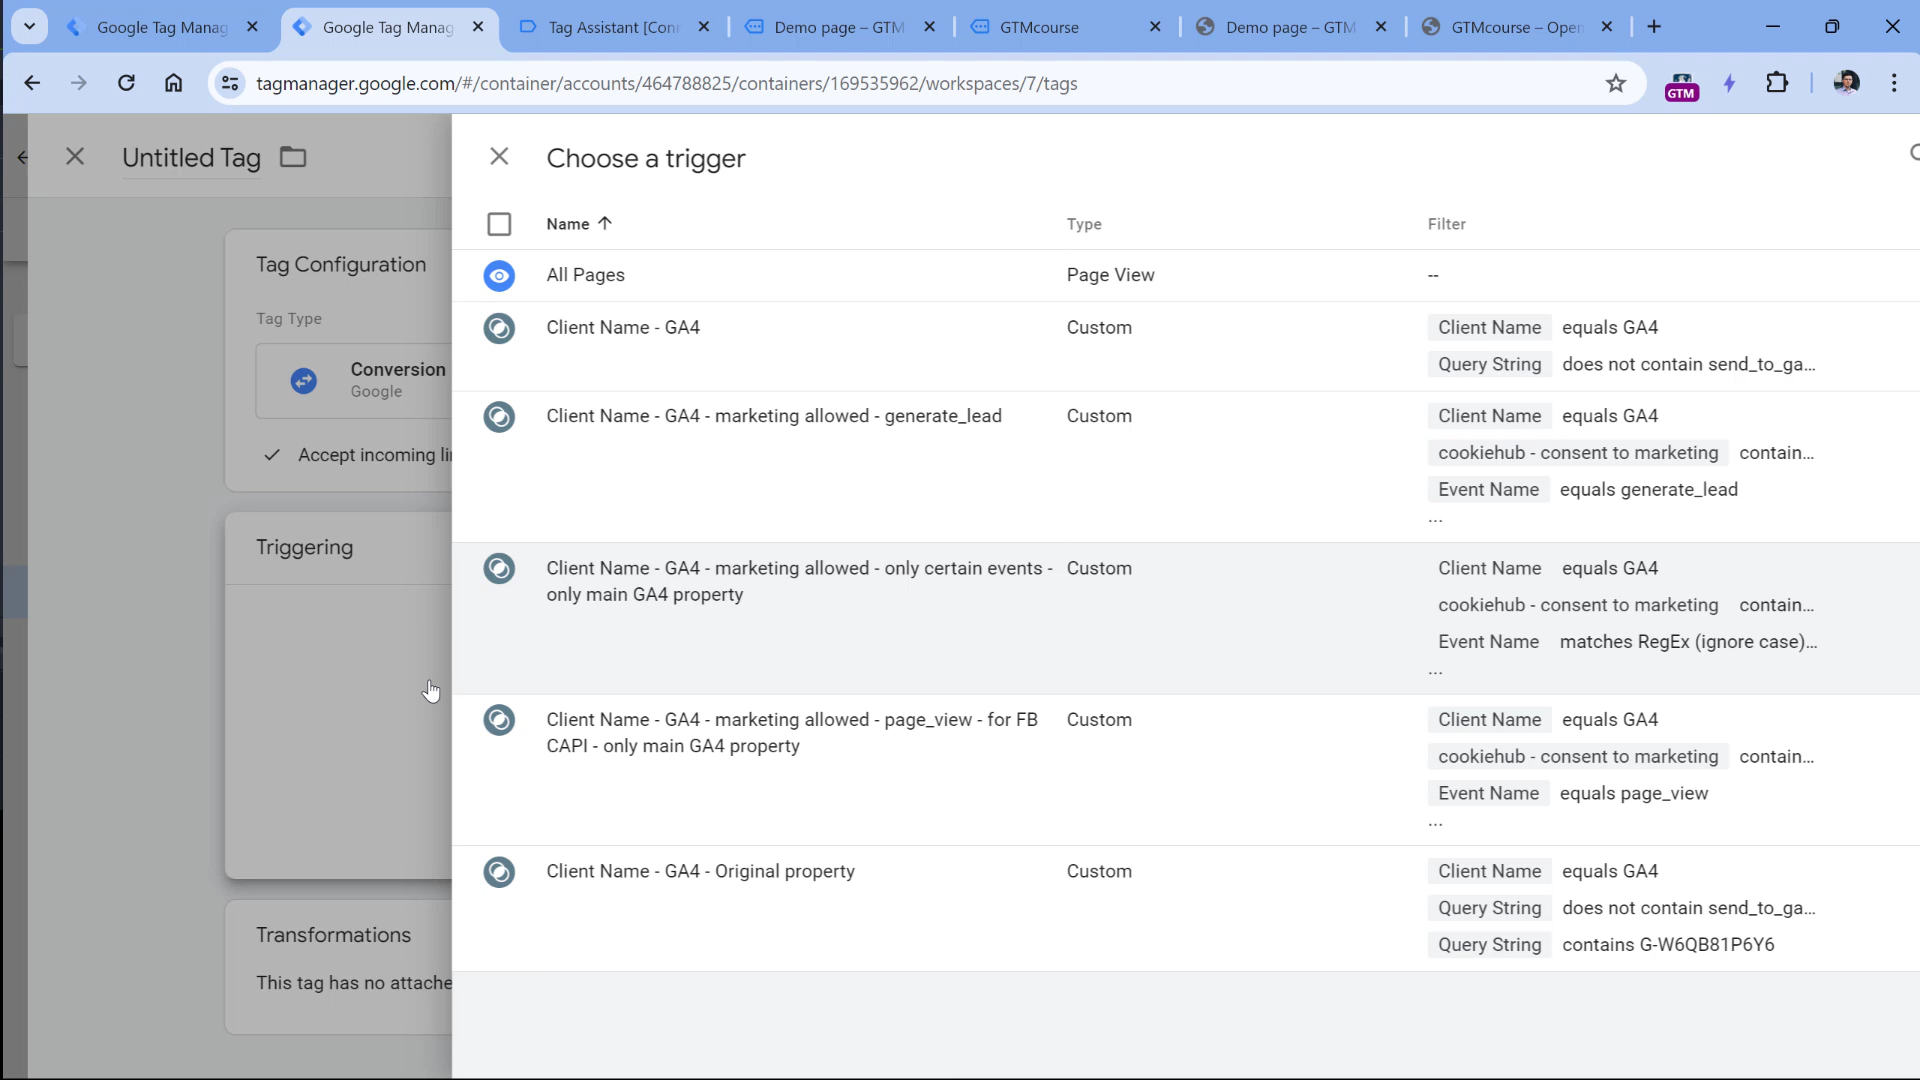 Google Tag Manag
Google Tag Manag
Tag Assistant [Con
Demo page – GTM
GTMcourse
Demo page – GTM
GTMcourse – Open
tagmanager.google.com/#/container/accounts/464788825/containers/169535962/workspaces/7/tags
GTM
Untitled Tag
Choose a trigger
Name
Type
Filter
Tag Configuration
Tag Type
Conversion
Google
Accept incoming li
Triggering
Transformations
This tag has no attache
All Pages
Page View
--
Client Name - GA4
Custom
Client Name equals GA4
Query String does not contain send_to_ga...
Client Name - GA4 - marketing allowed - generate_lead
Custom
Client Name equals GA4
cookiehub - consent to marketing contain...
Event Name equals generate_lead
...
Client Name - GA4 - marketing allowed - only certain events -
only main GA4 property
Custom
Client Name equals GA4
cookiehub - consent to marketing contain...
Event Name matches RegEx (ignore case)...
...
Client Name - GA4 - marketing allowed - page_view - for FB
CAPI - only main GA4 property
Custom
Client Name equals GA4
cookiehub - consent to marketing contain...
Event Name equals page_view
...
Client Name - GA4 - Original property
Custom
Client Name equals GA4
Query String does not contain send_to_ga...
Query String contains G-W6QB81P6Y6